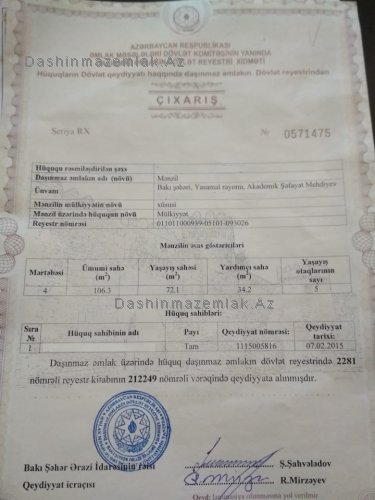 AZƏRBAYCAN RESPUBLİKASI
ƏMLAK MƏSƏLƏLƏRİ DÖVLƏT KOMİTƏSİNİN YANINDA
Dashinmazemlak.Az
REYESTRİ XİDMƏTİ
Hüquqların Dövlət qeydiyyatı haqqında daşınmaz əmlakın Dövlət reyestrindən
ÇIXARIŞ
Seriya RX № 0571475
Hüququ rəsmiləşdirilən şəxs
Daşınmaz əmlakın adı (növü) Mənzil
Ünvanı Bakı şəhəri, Yasamal rayonu, Akademik Şəfayət Mehdiyev
Mənzilin mülkiyyətin növü xüsusi
Mənzil üzərində hüququn növü Mülkiyyət
Reyestr nömrəsi 011011000939-05101-093026
Mənzilin əsas göstəriciləri
Mərtəbəsi Ümumi sahə (m²) Yaşayış sahəsi (m²) Yardımçı sahə (m²) Yaşayış otaqlarının sayı
4 106.3 72.1 34.2 5
Dashinmazemlak.Az
Hüquq sahibləri:
Sıra № Hüquq sahibinin adı Payı Qeydiyyat nömrəsi: Qeydiyyat tarixi:
1 Tam 1115005816 07.02.2015
Daşınmaz əmlak üzərində hüquq daşınmaz əmlakın dövlət reyestrində 2281
nömrəli reyestr kitabının 212249 nömrəli vərəqində qeydiyyata alınmışdır.
Bakı Şəhər Ərazi İdarəsinin rəisi Ş.Şahvələdov
Qeydiyyat icraçısı R.Mirzəyev
Dashinmazemlak.Az